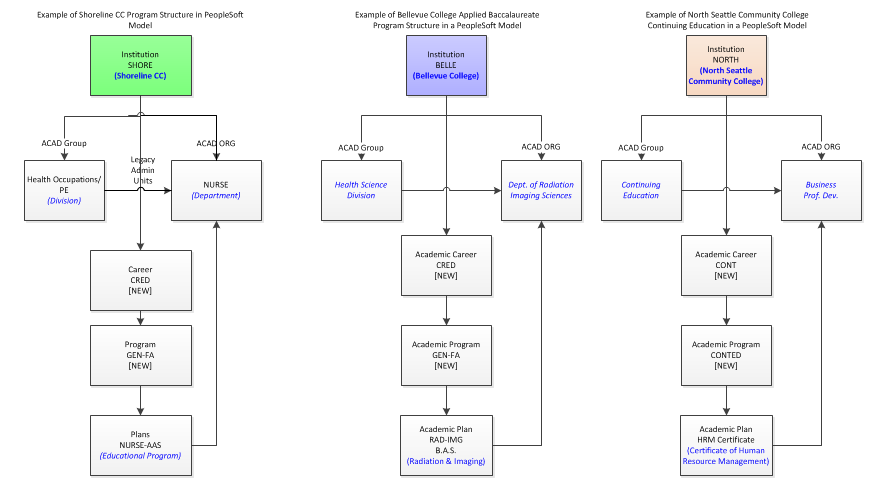 Example of Shoreline CC Program Structure in PeopleSoft
Model
Institution
SHORE
(Shoreline CC)
ACAD Group
ACAD ORG
Legacy
Admin
Units
Health Occupations/
PE
(Division)
NURSE
(Department)
Career
CRED
[NEW]
Program
GEN-FA
[NEW]
Plans
NURSE-AAS
(Educational Program)
Example of Bellevue College Applied Baccalaureate
Program Structure in a PeopleSoft Model
Institution
BELLE
(Bellevue College)
ACAD Group
ACAD ORG
Health Science
Division
Dept. of Radiation
Imaging Sciences
Academic Career
CRED
[NEW]
Academic Program
GEN-FA
[NEW]
Academic Plan
RAD-IMG
B.A.S.
(Radiation & Imaging)
Example of North Seattle Community College
Continuing Education in a PeopleSoft Model
Institution
NORTH
(North Seattle
Community College)
ACAD Group
ACAD ORG
Continuing
Education
Business
Prof. Dev.
Academic Career
CONT
[NEW]
Academic Program
CONTED
[NEW]
Academic Plan
HRM Certificate
(Certificate of Human
Resource Management)